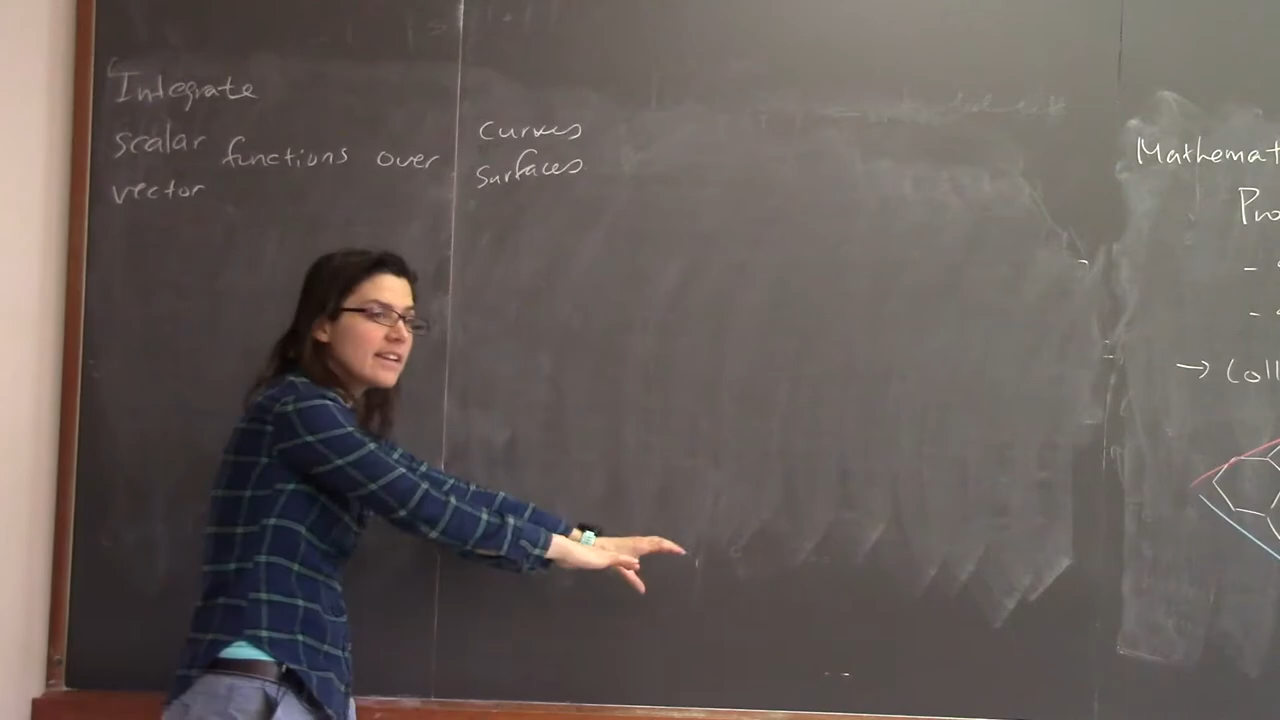 Integrate
scalar functions over curves
vector surfaces
Mathemat
Pro
-
-
→ Coll